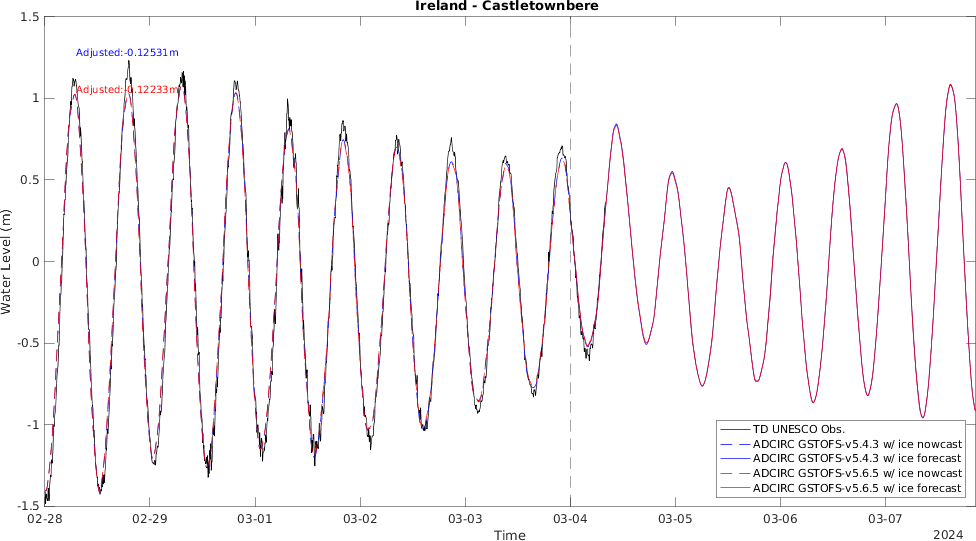 Ireland - Castletownbere
1.5
Adjusted:-0.12531m
Adjusted:-0.12233m
1
0.5
0
-0.5
-1
-1.5
Water Level (m)
TD UNESCO Obs.
ADCIRC GSTOFS-v5.4.3 w/ ice nowcast
ADCIRC GSTOFS-v5.4.3 w/ ice forecast
ADCIRC GSTOFS-v5.6.5 w/ ice nowcast
ADCIRC GSTOFS-v5.6.5 w/ ice forecast
02-28 02-29 03-01 03-02 03-03 03-04 03-05 03-06 03-07
Time
2024